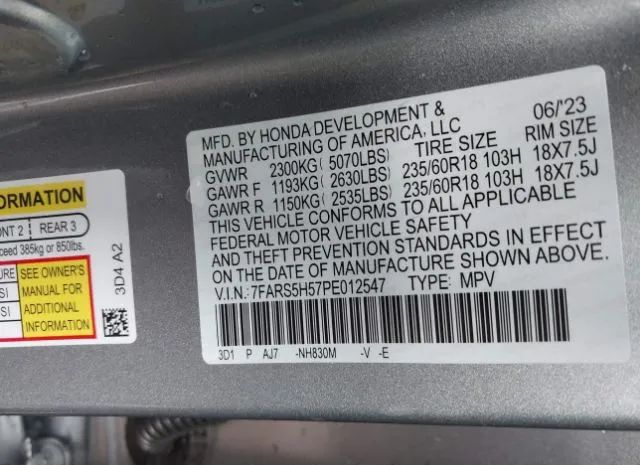 MFD. BY HONDA DEVELOPMENT & 06/'23
MANUFACTURING OF AMERICA, LLC TIRE SIZE RIM SIZE
GVWR 2300KG( 5070LBS)
GAWR F 1193KG( 2630LBS) 235/60R18 103H 18X7.5J
GAWR R 1150KG( 2535LBS) 235/60R18 103H 18X7.5J
THIS VEHICLE CONFORMS TO ALL APPLICABLE
FEDERAL MOTOR VEHICLE SAFETY
AND THEFT PREVENTION STANDARDS IN EFFECT
ON THE DATE OF MANUFACTURE SHOWN ABOVE.
V.I.N.:7FARS5H57PE012547 TYPE: MPV
3D1 P AJ7 -NH830M -V -E
FORMATION
ONT 2 REAR 3
ceed 385kg or 850lbs.
URE SEE OWNER'S
SI MANUAL FOR
SI ADDITIONAL
INFORMATION
3D4 A2